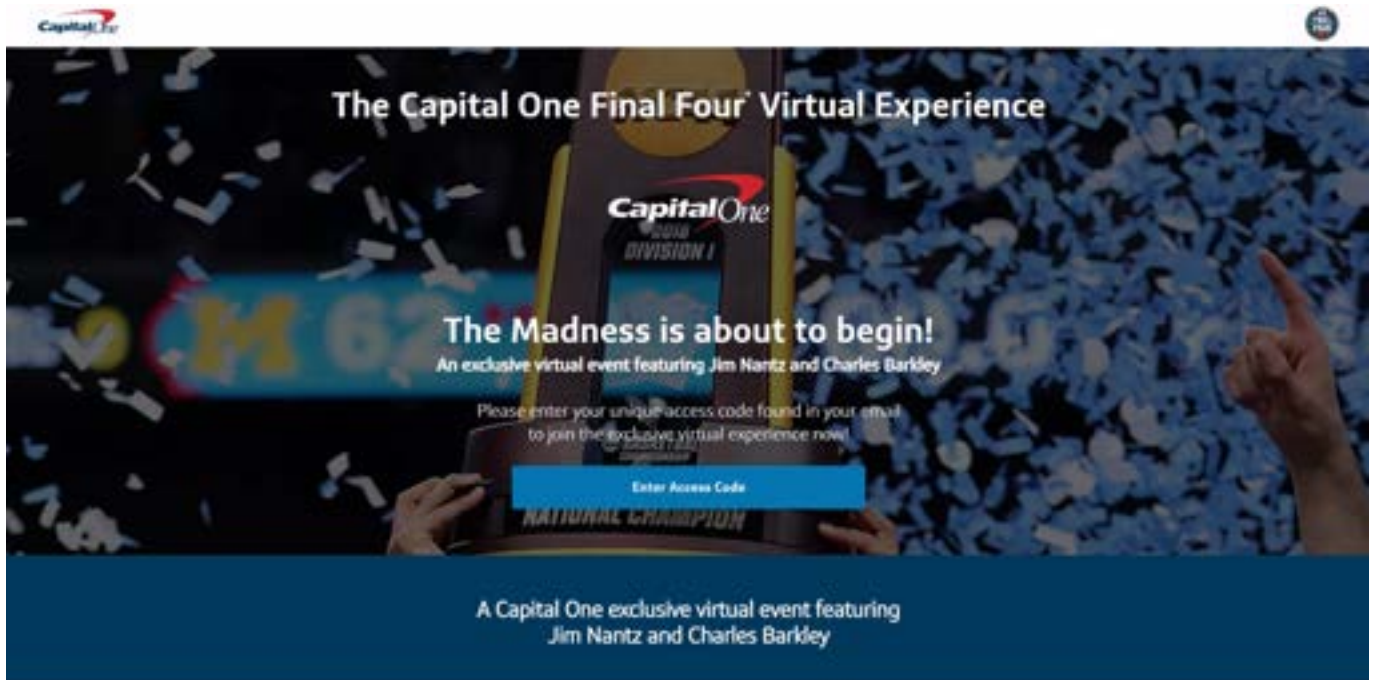 Capital One
The Capital One Final Four® Virtual Experience
Capital One
DIVISION I
M 62
The Madness is about to begin!
An exclusive virtual event featuring Jim Nantz and Charles Barkley
Please enter your unique access code found in your email
to join the exclusive virtual experience now!
Enter Access Code
NATIONAL CHAMPION
A Capital One exclusive virtual event featuring
Jim Nantz and Charles Barkley